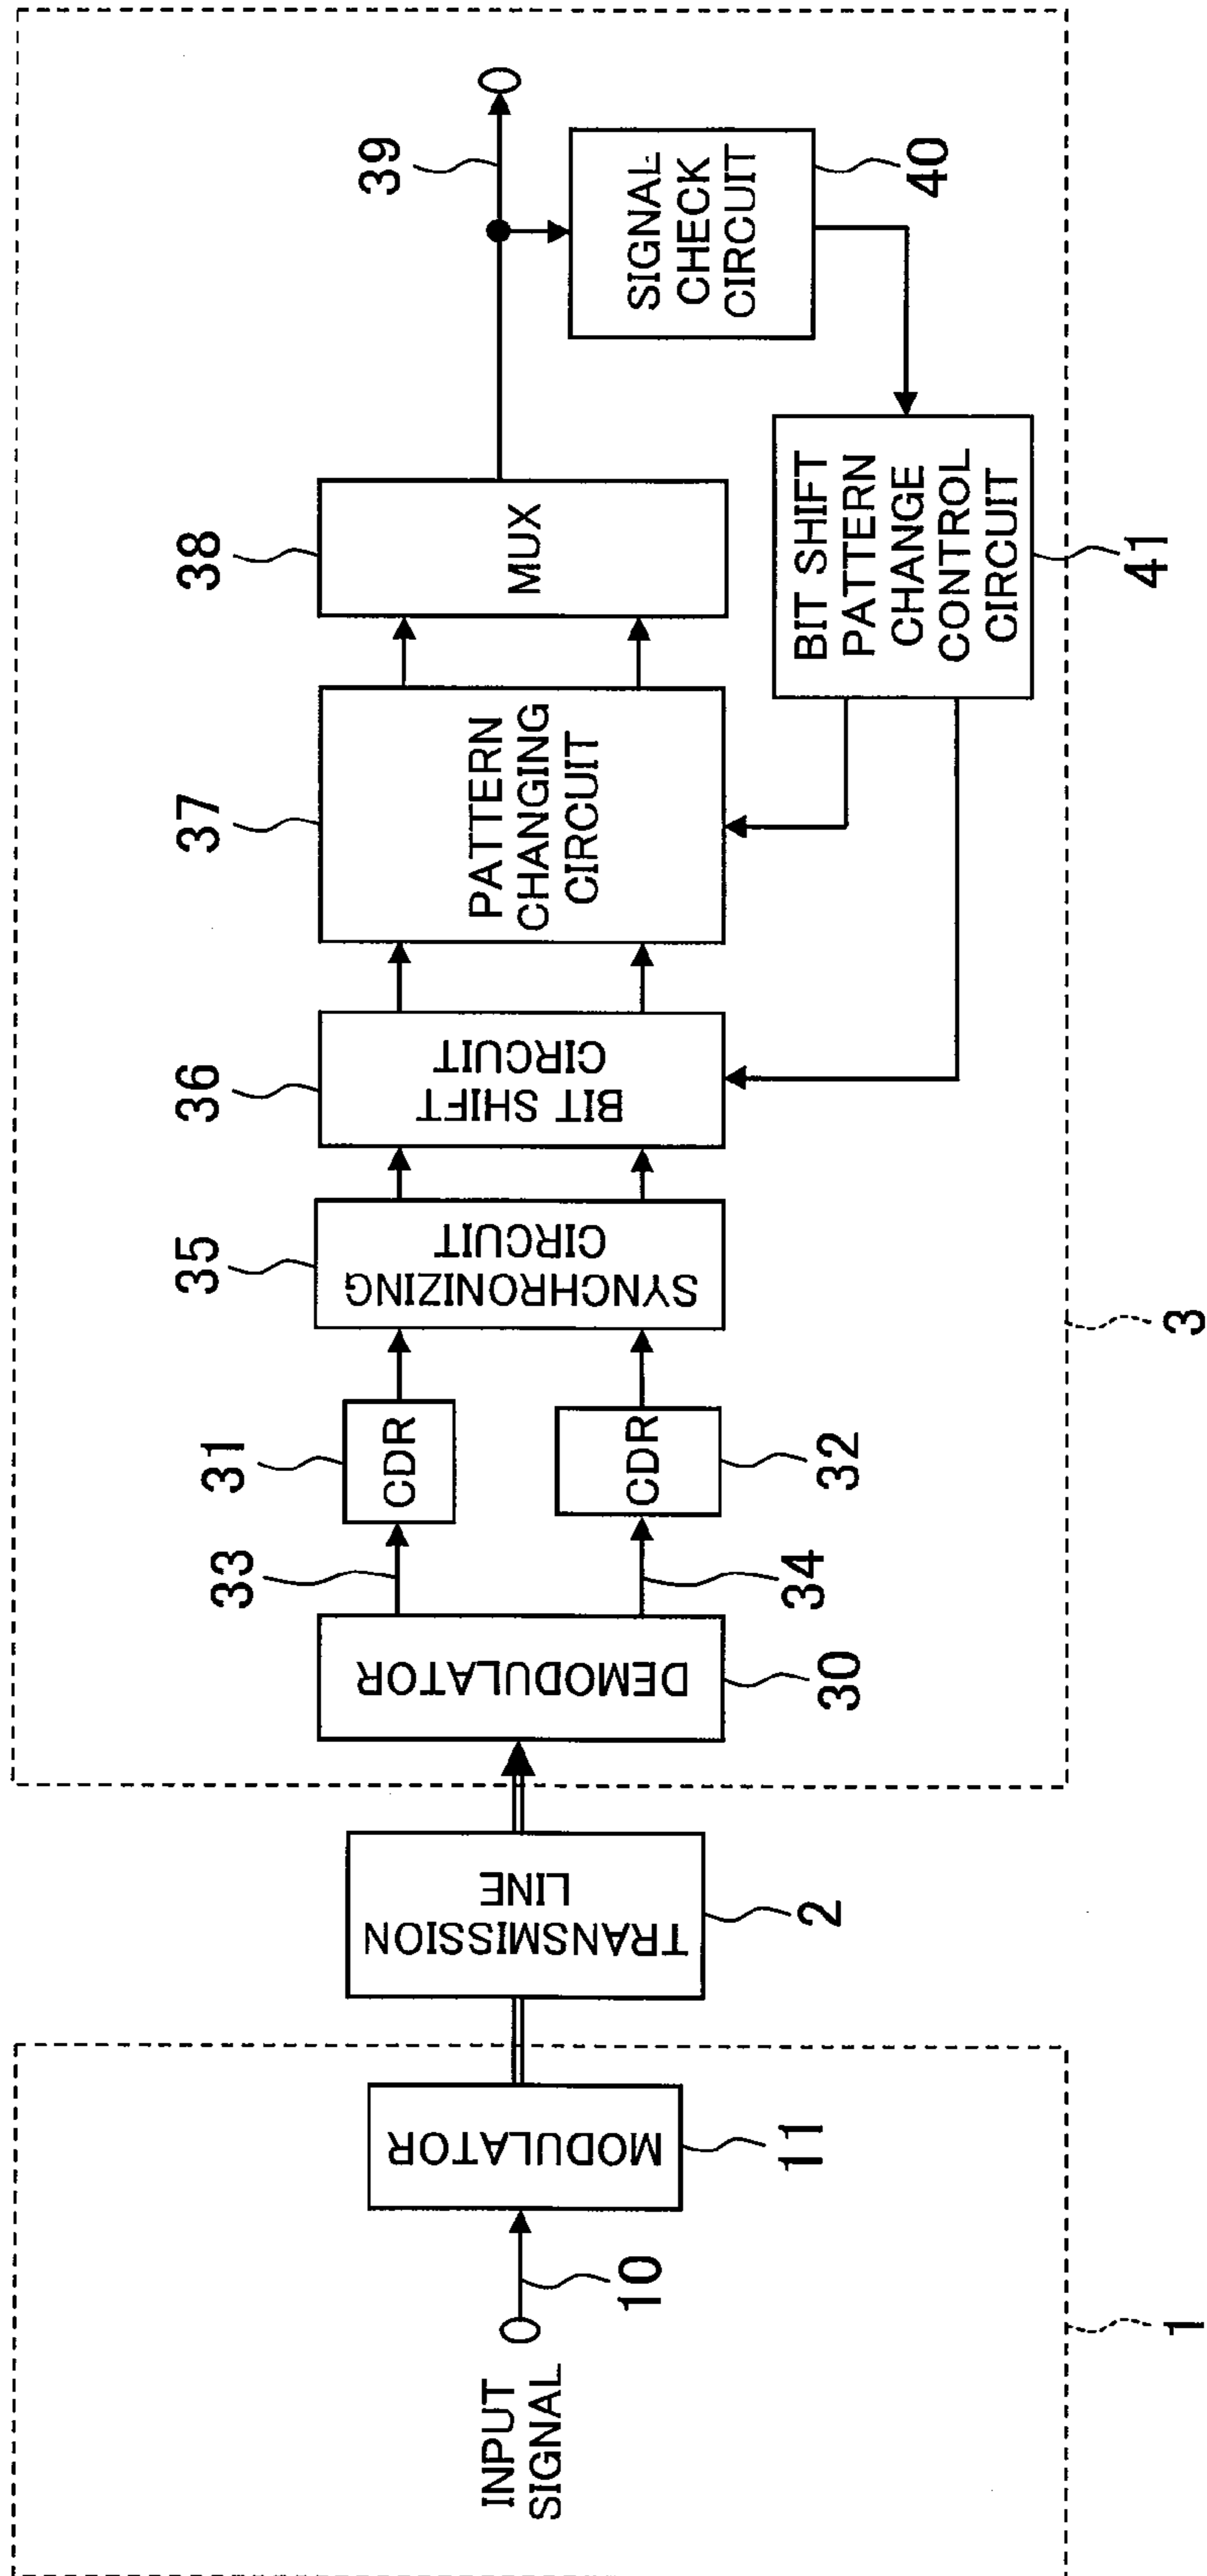 INPUT
SIGNAL
10
MODULATOR
11
1
TRANSMISSION
LINE
2
DEMODULATOR
30
33
34
CDR
31
CDR
32
SYNCHRONIZING
CIRCUIT
35
BIT SHIFT
CIRCUIT
36
PATTERN
CHANGING
CIRCUIT
37
MUX
38
39
SIGNAL
CHECK
CIRCUIT
40
BIT SHIFT
PATTERN
CHANGE
CONTROL
CIRCUIT
41
3